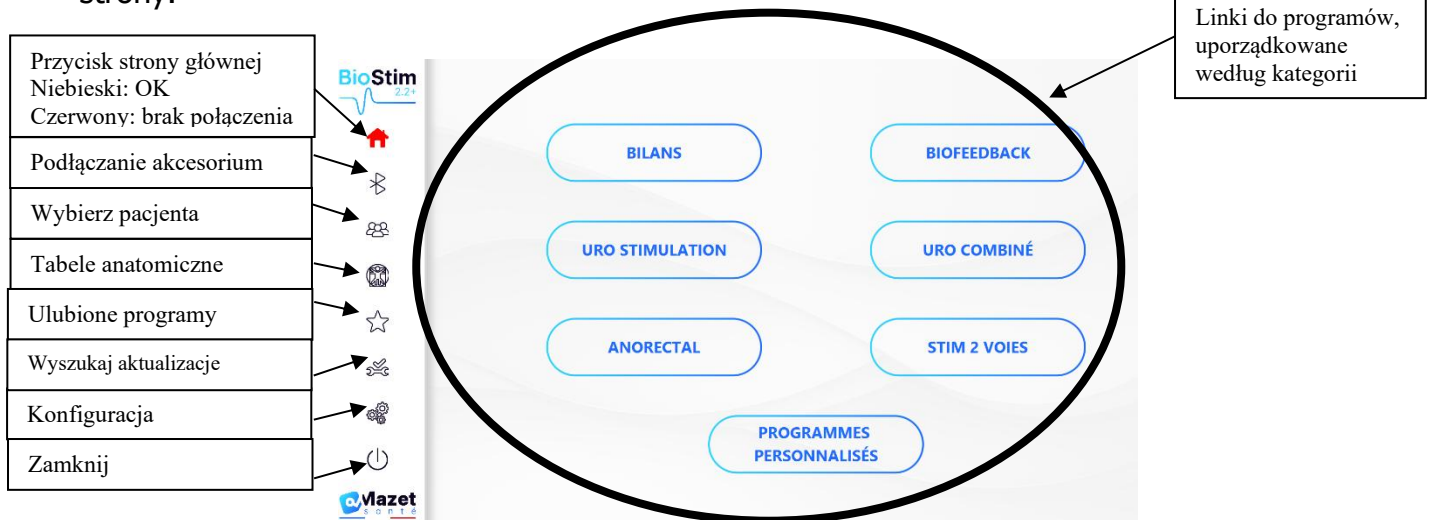 strony.
Przycisk strony głównej
Niebieski: OK
Czerwony: brak połączenia
Podłączanie akcesorium
Wybierz pacjenta
Tabele anatomiczne
Ulubione programy
Wyszukaj aktualizacje
Konfiguracja
Zamknij
BioStim
2.2+
Mazet
santé
BILANS
BIOFEEDBACK
URO STIMULATION
URO COMBINÉ
ANORECTAL
STIM 2 VOIES
PROGRAMMES
PERSONNALISÉS
Linki do programów,
uporządkowane
według kategorii